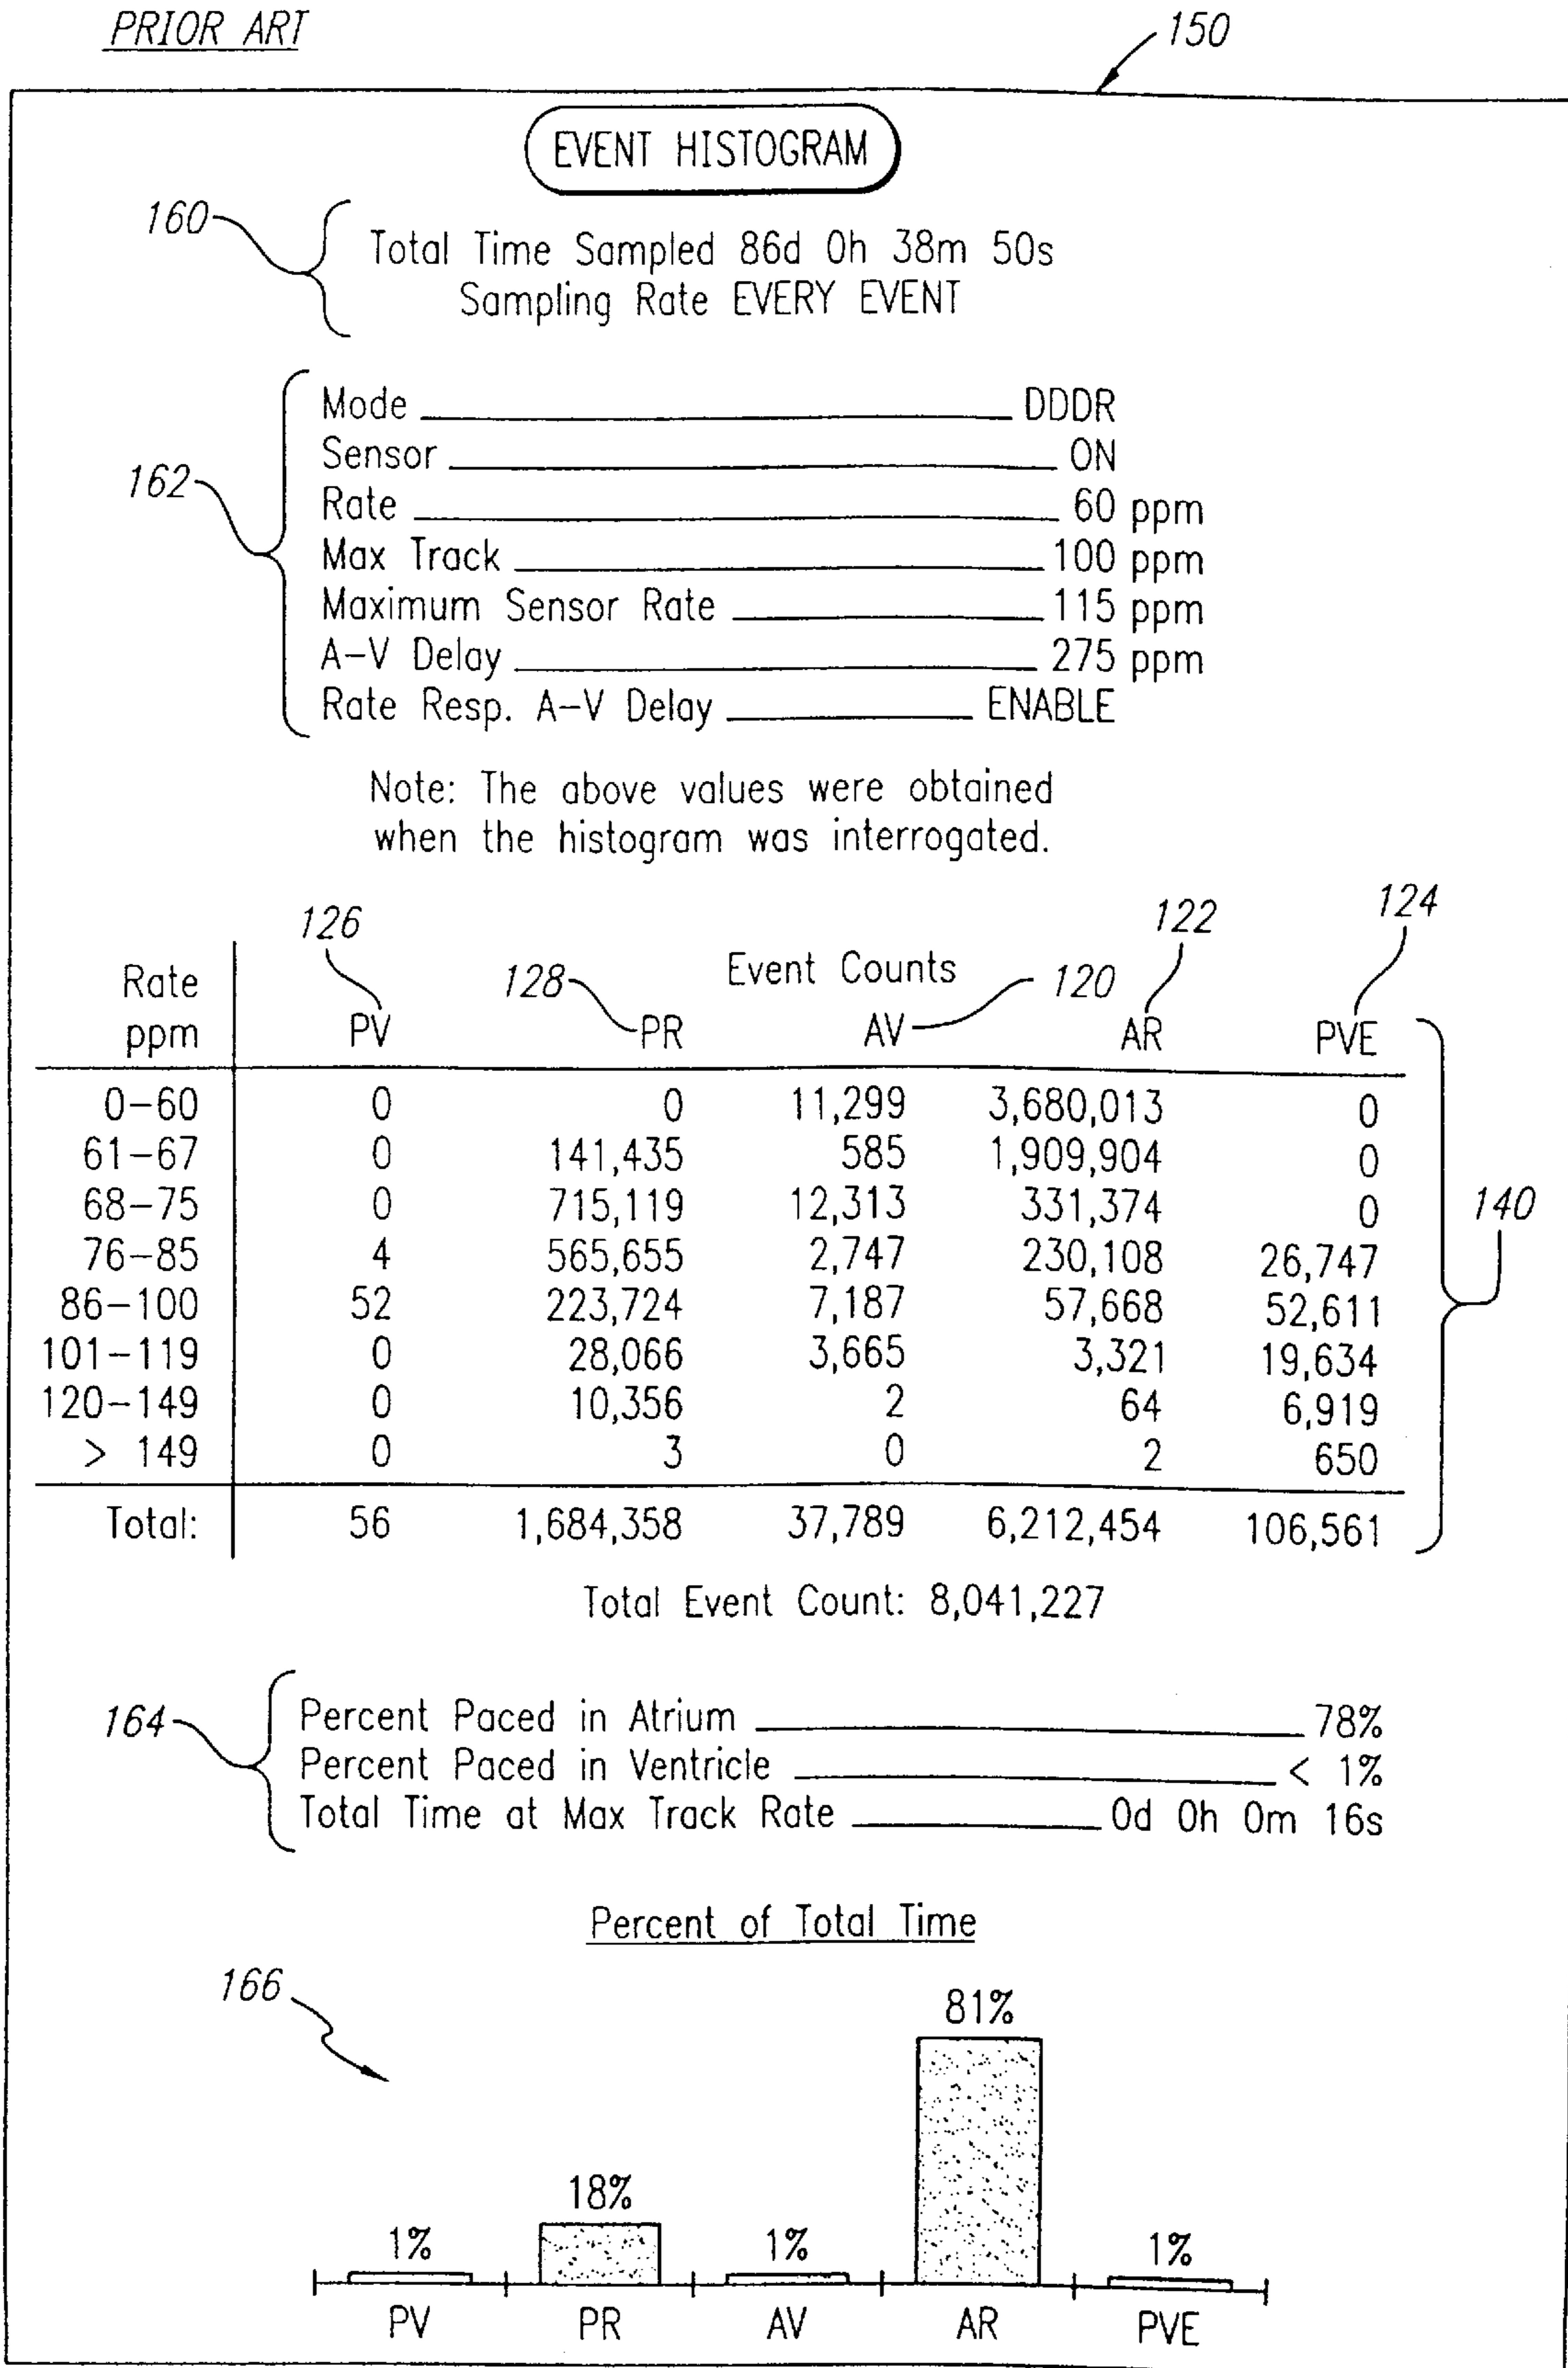 PRIOR ART
150
EVENT HISTOGRAM
160
Total Time Sampled 86d 0h 38m 50s
Sampling Rate EVERY EVENT
162
Mode DDDR
Sensor ON
Rate 60 ppm
Max Track 100 ppm
Maximum Sensor Rate 115 ppm
A-V Delay 275 ppm
Rate Resp. A-V Delay ENABLE
Note: The above values were obtained
when the histogram was interrogated.
126 122 124
Rate 128 Event Counts 120
ppm PV PR AV AR PVE
0-60 0 0 11,299 3,680,013 0
61-67 0 141,435 585 1,909,904 0
68-75 0 715,119 12,313 331,374 0
140
76-85 4 565,655 2,747 230,108 26,747
86-100 52 223,724 7,187 57,668 52,611
101-119 0 28,066 3,665 3,321 19,634
120-149 0 10,356 2 64 6,919
> 149 0 3 0 2 650
Total: 56 1,684,358 37,789 6,212,454 106,561
Total Event Count: 8,041,227
164
Percent Paced in Atrium 78%
Percent Paced in Ventricle < 1%
Total Time at Max Track Rate 0d 0h 0m 16s
Percent of Total Time
166
81%
18%
1% 1% 1%
PV PR AV AR PVE